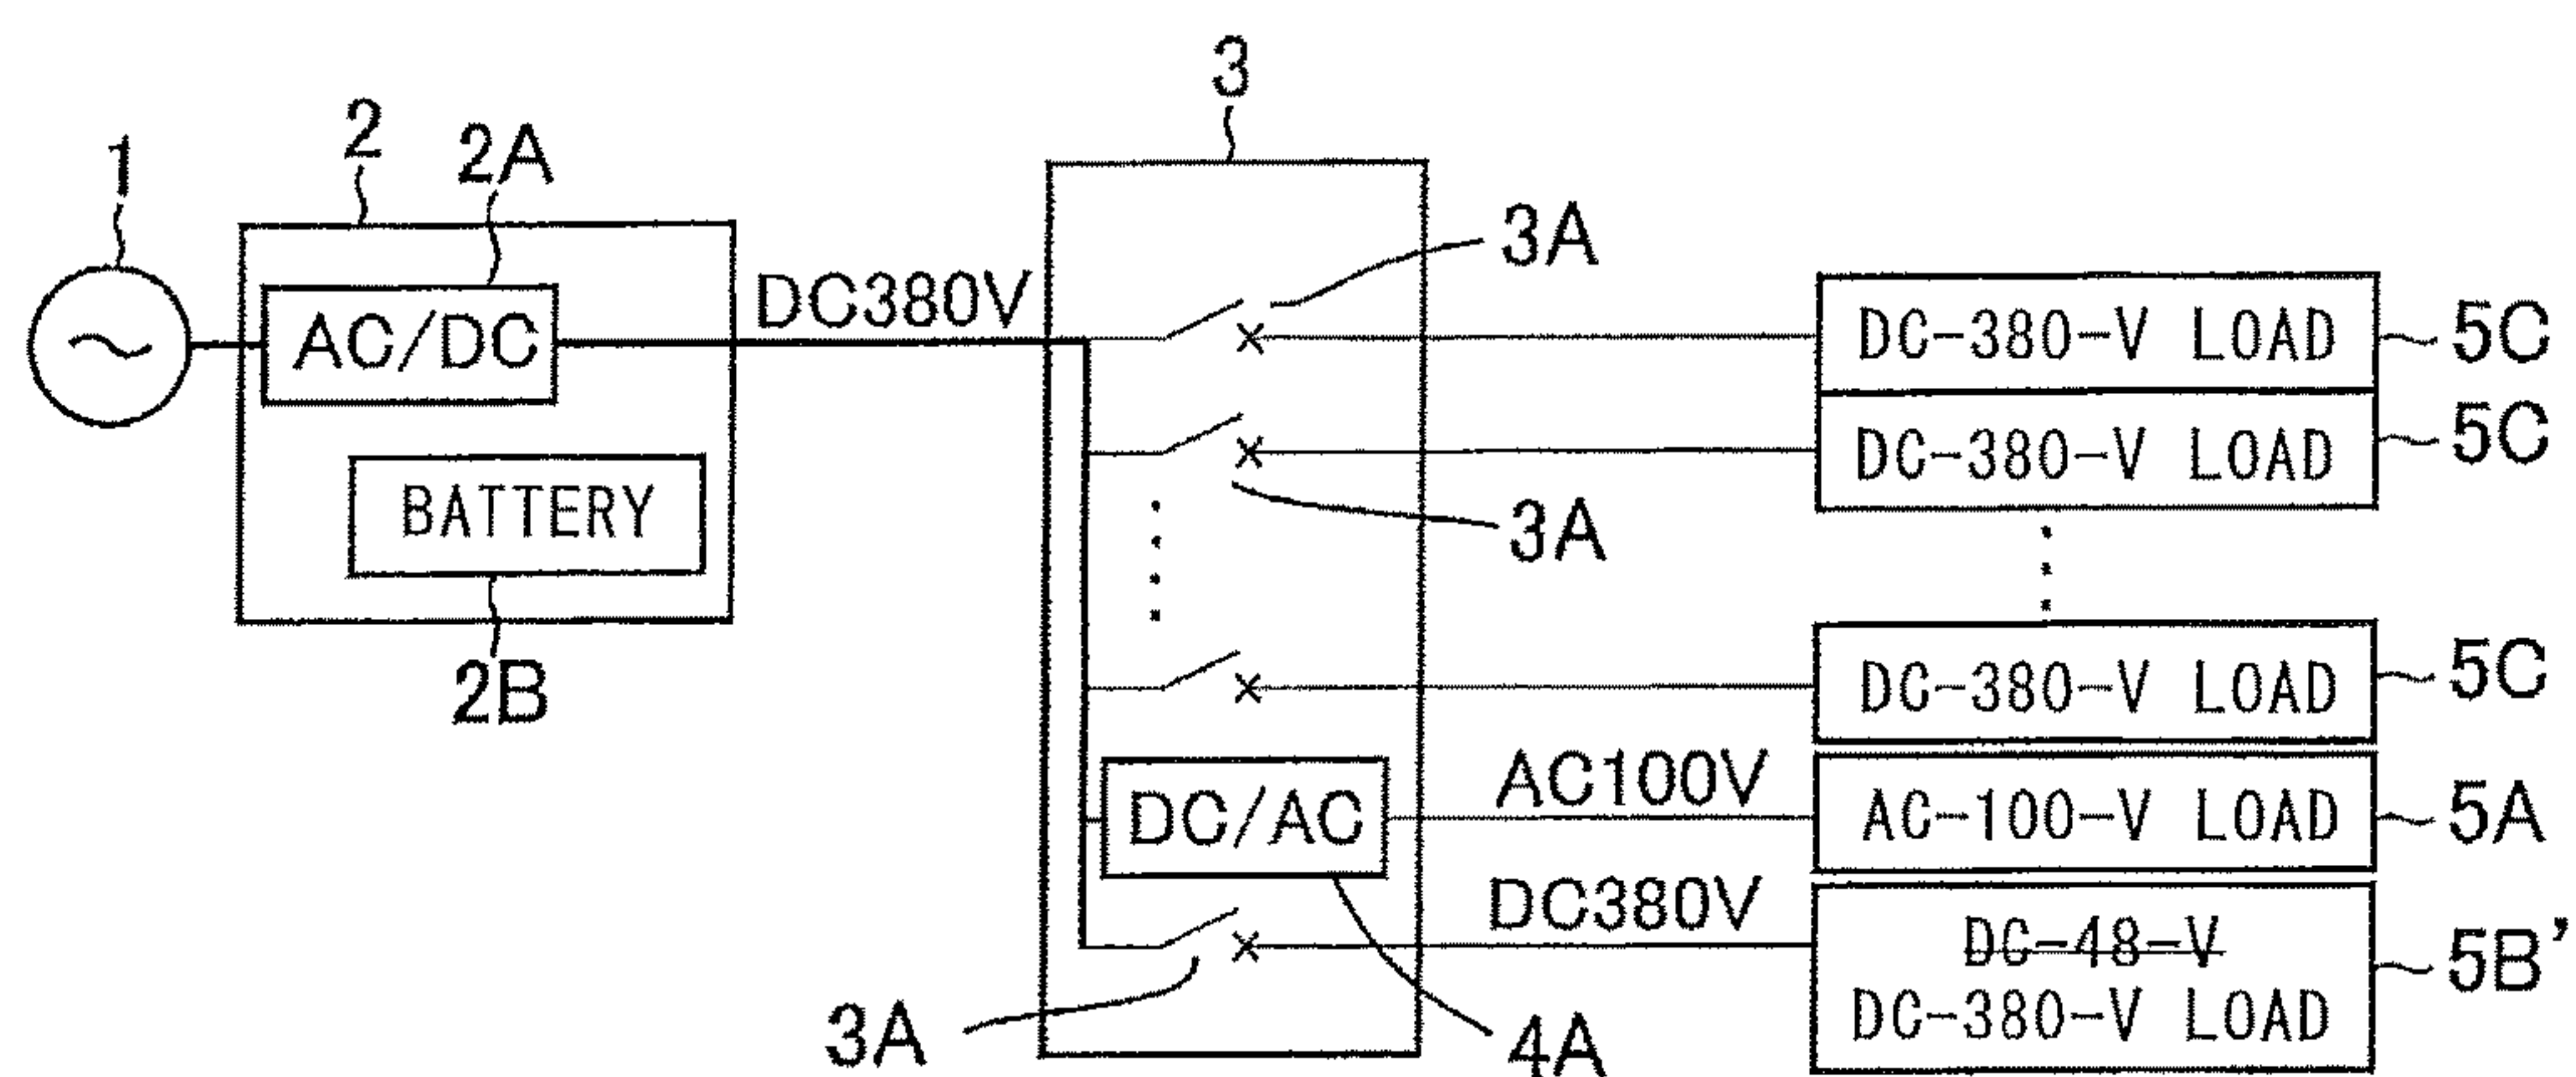 1
2
2A
AC/DC
BATTERY
2B
DC380V
3
3A
3A
DC/AC
3A
4A
AC100V
DC380V
DC-380-V LOAD
5C
DC-380-V LOAD
5C
DC-380-V LOAD
5C
AC-100-V LOAD
5A
DC-48-V
DC-380-V LOAD
5B'